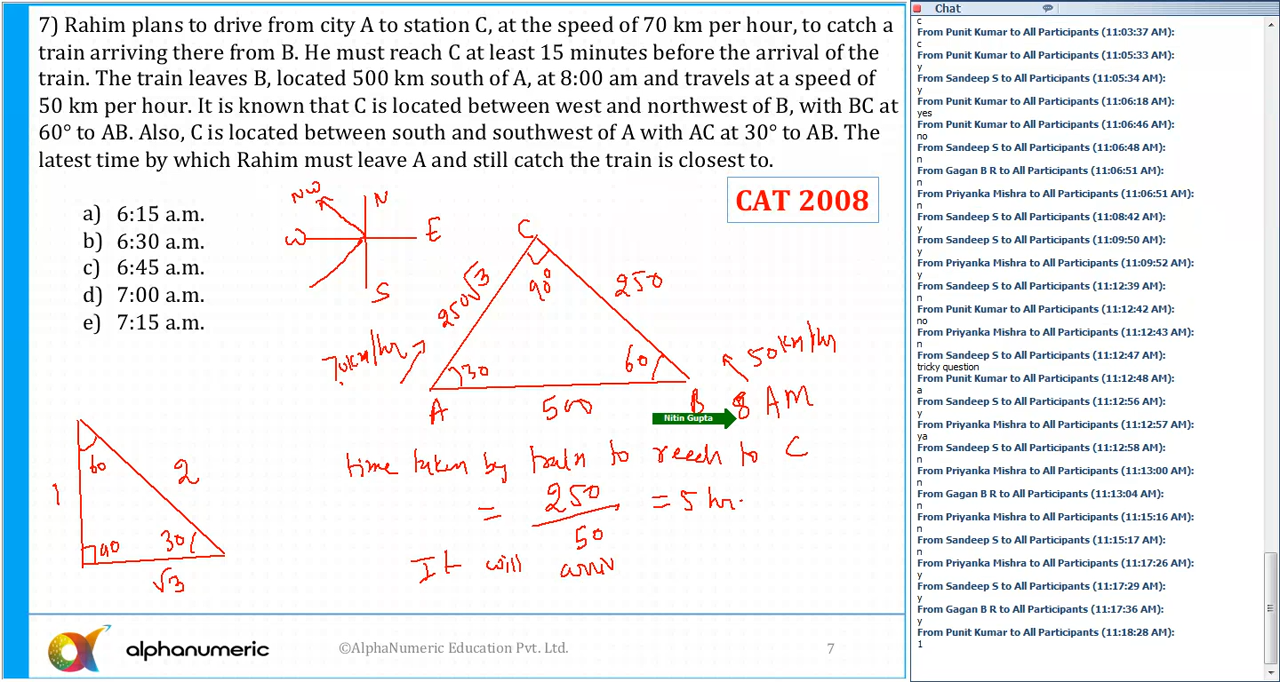 7) Rahim plans to drive from city A to station C, at the speed of 70 km per hour, to catch a
train arriving there from B. He must reach C at least 15 minutes before the arrival of the
train. The train leaves B, located 500 km south of A, at 8:00 am and travels at a speed of
50 km per hour. It is known that C is located between west and northwest of B, with BC at
60° to AB. Also, C is located between south and southwest of A with AC at 30° to AB. The
latest time by which Rahim must leave A and still catch the train is closest to.
CAT 2008
a) 6:15 a.m.
b) 6:30 a.m.
c) 6:45 a.m.
d) 7:00 a.m.
e) 7:15 a.m.
NW
N
W
E
S
C
90°
250√3
250
70km/hr
30
60
50km/hr
A
500
B
8 AM
Nitin Gupta
60
2
1
90
30
√3
time taken by train to reach to C
= 250/50 = 5 hr.
It will arriv
alphanumeric
©AlphaNumeric Education Pvt. Ltd.
7
Chat
c
From Punit Kumar to All Participants (11:03:37 AM):
c
From Punit Kumar to All Participants (11:05:33 AM):
y
From Sandeep S to All Participants (11:05:34 AM):
y
From Punit Kumar to All Participants (11:06:18 AM):
yes
From Punit Kumar to All Participants (11:06:46 AM):
no
From Sandeep S to All Participants (11:06:48 AM):
n
From Gagan B R to All Participants (11:06:51 AM):
n
From Priyanka Mishra to All Participants (11:06:51 AM):
n
From Sandeep S to All Participants (11:08:42 AM):
y
From Sandeep S to All Participants (11:09:50 AM):
y
From Priyanka Mishra to All Participants (11:09:52 AM):
y
From Sandeep S to All Participants (11:12:39 AM):
n
From Punit Kumar to All Participants (11:12:42 AM):
no
From Priyanka Mishra to All Participants (11:12:43 AM):
n
From Sandeep S to All Participants (11:12:47 AM):
tricky question
From Punit Kumar to All Participants (11:12:48 AM):
a
From Sandeep S to All Participants (11:12:56 AM):
y
From Priyanka Mishra to All Participants (11:12:57 AM):
ya
From Sandeep S to All Participants (11:12:58 AM):
n
From Priyanka Mishra to All Participants (11:13:00 AM):
n
From Gagan B R to All Participants (11:13:04 AM):
n
From Priyanka Mishra to All Participants (11:15:16 AM):
n
From Sandeep S to All Participants (11:15:17 AM):
n
From Priyanka Mishra to All Participants (11:17:26 AM):
y
From Sandeep S to All Participants (11:17:29 AM):
y
From Gagan B R to All Participants (11:17:36 AM):
y
From Punit Kumar to All Participants (11:18:28 AM):
1